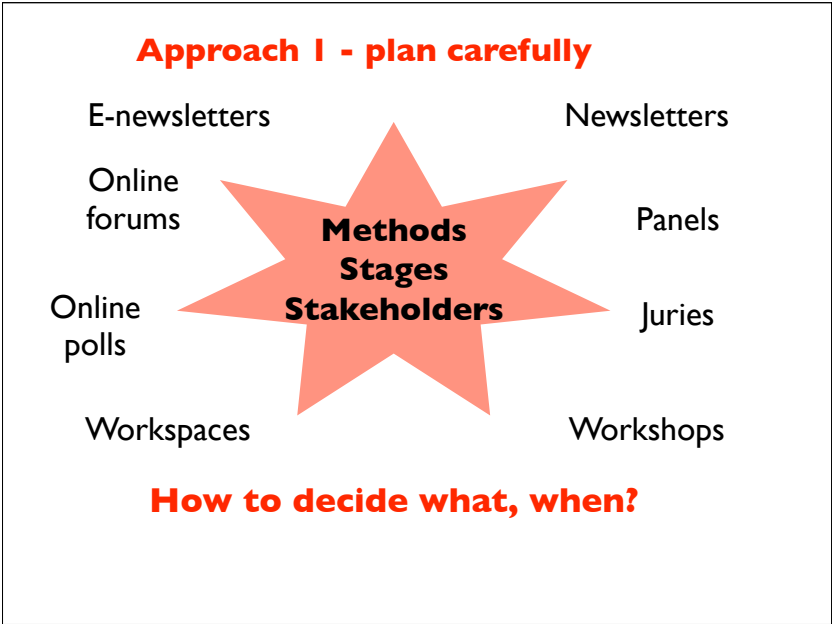 Approach 1 - plan carefully
E-newsletters
Newsletters
Online
forums
Panels
Methods
Stages
Stakeholders
Online
polls
Juries
Workspaces
Workshops
How to decide what, when?